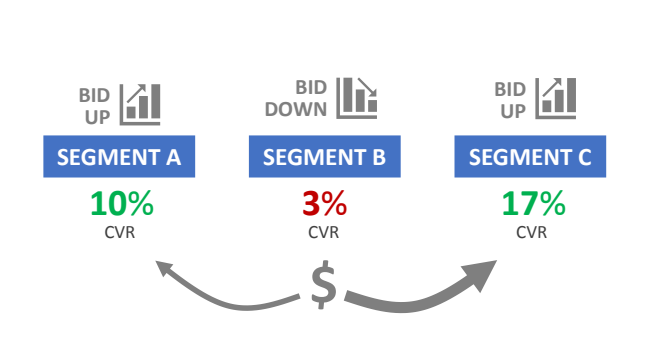 BID
UP
BID
DOWN
BID
UP
SEGMENT A
SEGMENT B
SEGMENT C
10%
3%
17%
CVR
CVR
CVR
$